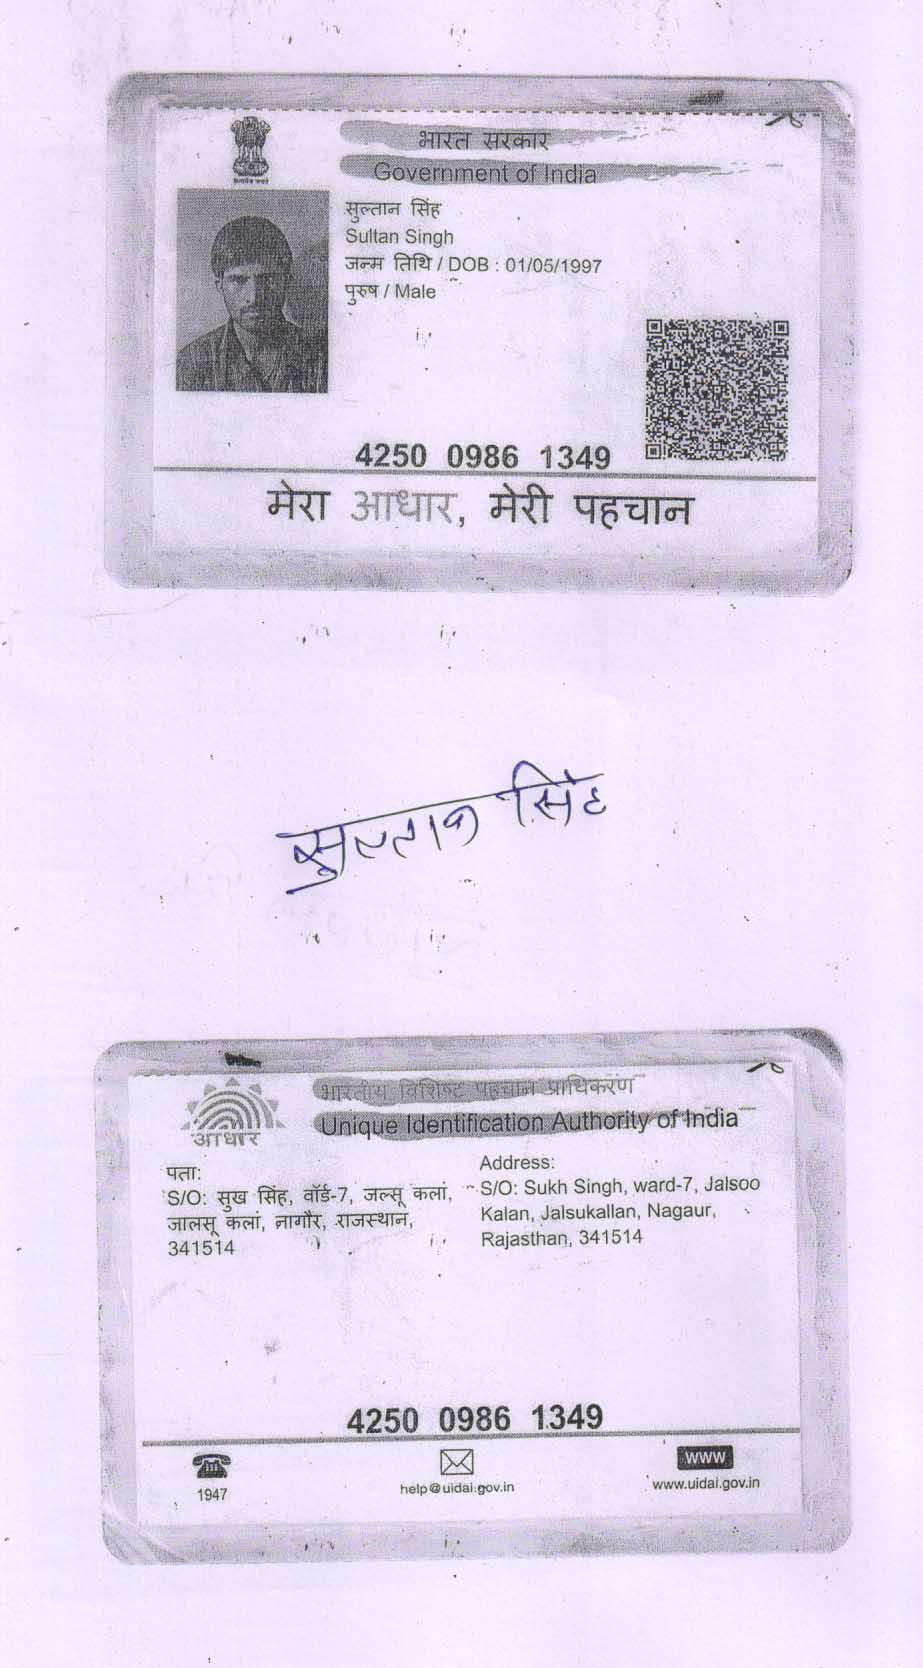 भारत सरकार
Government of India
सुल्तान सिंह
Sultan Singh
जन्म तिथि / DOB : 01/05/1997
पुरुष / Male
4250 0986 1349
मेरा आधार, मेरी पहचान
सुल्तान सिंह
भारतीय विशिष्ट पहचान प्राधिकरण
आधार
Unique Identification Authority of India
पता:
S/O: सुख सिंह, वॉर्ड-7, जल्सू कलां,
जालसू कलां, नागौर, राजस्थान,
341514
Address:
S/O: Sukh Singh, ward-7, Jalsoo
Kalan, Jalsukallan, Nagaur,
Rajasthan, 341514
4250 0986 1349
1947
help@uidai.gov.in
www
www.uidai.gov.in